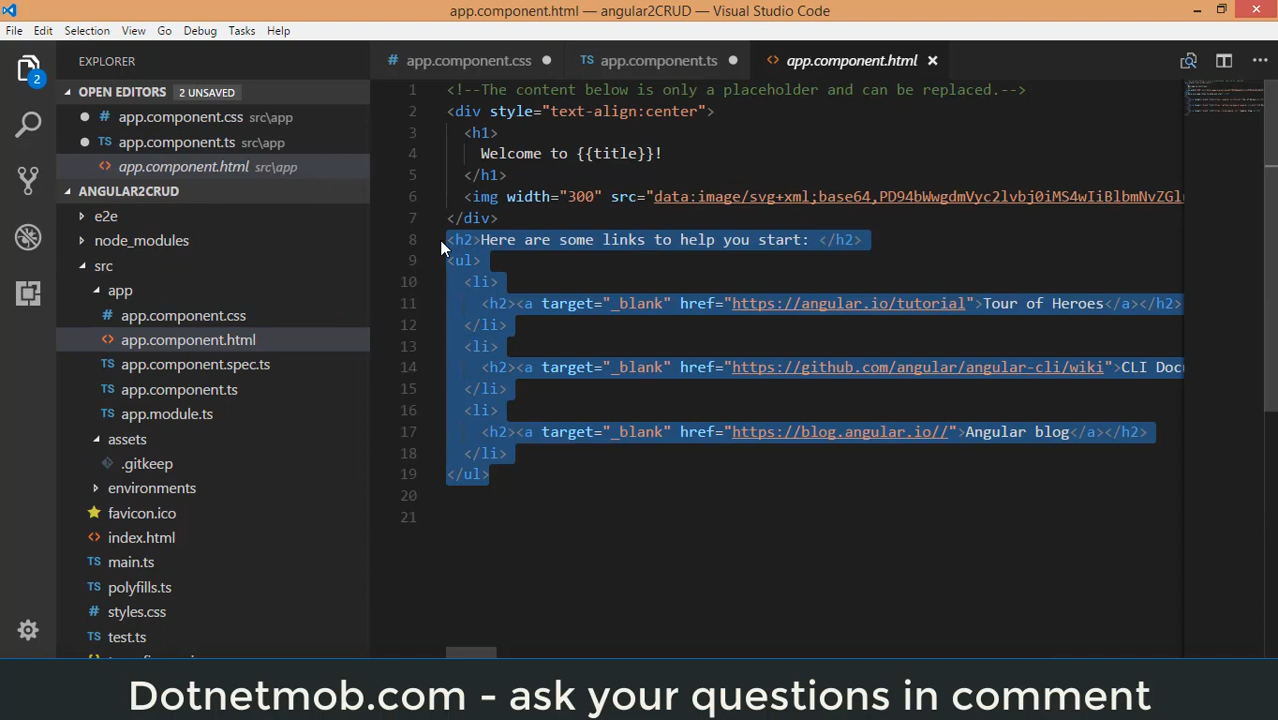 app.component.html — angular2CRUD — Visual Studio Code
File Edit Selection View Go Debug Tasks Help
EXPLORER
OPEN EDITORS 2 UNSAVED
# app.component.css src\app
TS app.component.ts src\app
<> app.component.html src\app
ANGULAR2CRUD
e2e
node_modules
src
app
# app.component.css
<> app.component.html
TS app.component.spec.ts
TS app.component.ts
TS app.module.ts
assets
.gitkeep
environments
favicon.ico
<> index.html
TS main.ts
TS polyfills.ts
# styles.css
TS test.ts
2
# app.component.css
TS app.component.ts
<> app.component.html
1 <!--The content below is only a placeholder and can be replaced.-->
2 <div style="text-align:center">
3 <h1>
4 Welcome to {{title}}!
5 </h1>
6 <img width="300" src="data:image/svg+xml;base64,
7 </div>
8 <h2>Here are some links to help you start: </h2>
9 <ul>
10 <li>
11 <h2><a target="_blank" href="https://angular.io/tutorial">Tour of Heroes</a></h2>
12 </li>
13 <li>
14 <h2><a target="_blank" href="https://github.com/angular/angular-cli/wiki">CLI
15 </li>
16 <li>
17 <h2><a target="_blank" href="https://blog.angular.io//">Angular blog</a></h2>
18 </li>
19 </ul>
20
21
Dotnetmob.com - ask your questions in comment